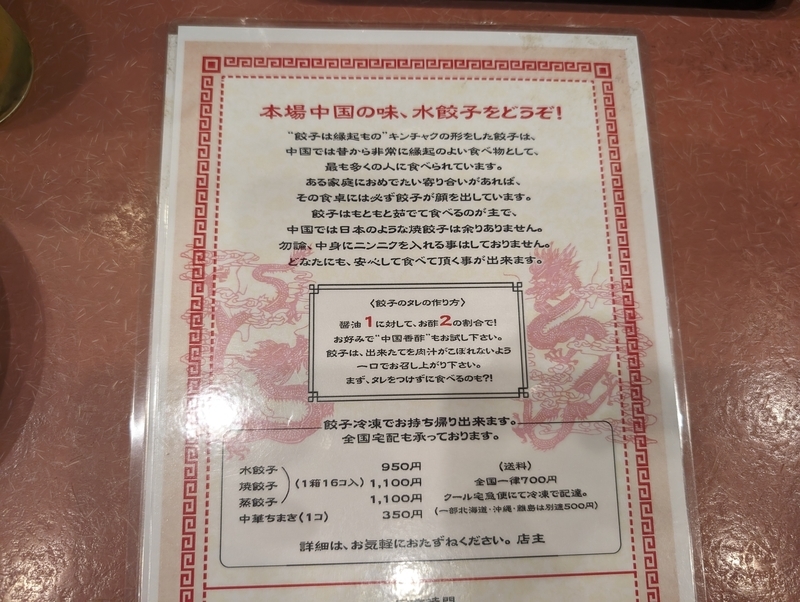 本場中国の味、水餃子をどうぞ!
"餃子は縁起もの"キンチャクの形をした餃子は、
中国では昔から非常に縁起のよい食べ物として、
最も多くの人に食べられています。
ある家庭におめでたい寄り合いがあれば、
その食卓には必ず餃子が顔を出しています。
餃子はもともと茹でて食べるのが主で、
中国では日本のような焼餃子は余りありません。
勿論、中身にニンニクを入れる事はしておりません。
どなたにも、安心して食べて頂く事が出来ます。
〈餃子のタレの作り方〉
醤油1に対して、お酢2の割合で!
お好みで"中国香酢"もお試し下さい。
餃子は、出来たてを肉汁がこぼれないよう
一口でお召し上がり下さい。
まず、タレをつけずに食べるのも?!
餃子冷凍でお持ち帰り出来ます。
全国宅配も承っております。
水餃子 950円
焼餃子 (1箱16コ入) 1,100円
蒸餃子 1,100円
中華ちまき(1コ) 350円
(送料)
全国一律700円
クール宅急便にて冷凍で配達。
(一部北海道・沖縄・離島は別途500円)
詳細は、お気軽におたずねください。店主